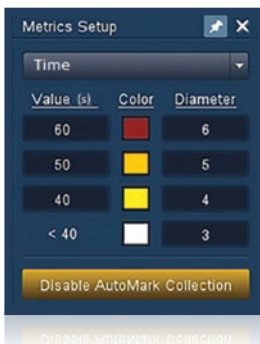 Metrics Setup
Time
Value (s) Color Diameter
60 6
50 5
40 4
< 40 3
Disable AutoMark Collection